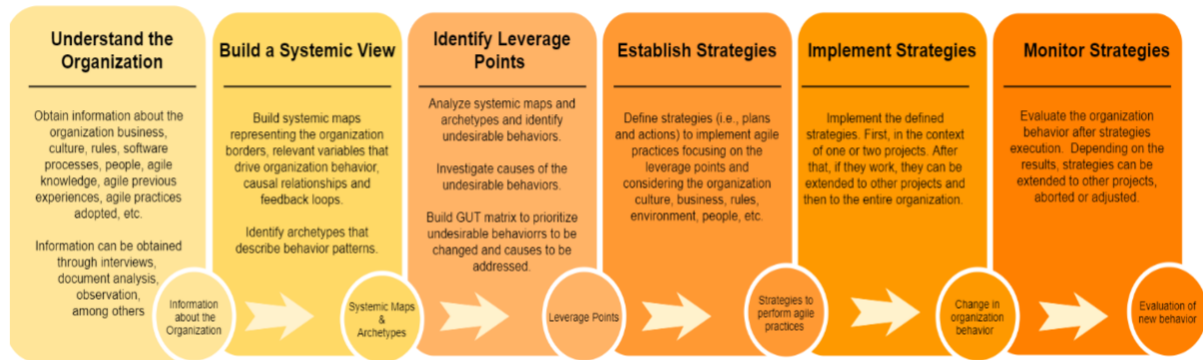 Understand the
Organization
Obtain information about the
organization business,
culture, rules, software
processes, people, agile
knowledge, agile previous
experiences, agile practices
adopted, etc.
Information can be obtained
through interviews,
document analysis,
observation,
among others
Information
about the
Organization
Build a Systemic View
Build systemic maps
representing the organization
borders, relevant variables that
drive organization behavior,
causal relationships and
feedback loops.
Identify archetypes that
describe behavior patterns.
Systemic Maps
&
Archetypes
Identify Leverage
Points
Analyze systemic maps and
archetypes and identify
undesirable behaviors.
Investigate causes of the
undesirable behaviors.
Build GUT matrix to prioritize
undesirable behaviorrs to be
changed and causes to be
addressed.
Leverage Points
Establish Strategies
Define strategies (i.e., plans
and actions) to implement agile
practices focusing on the
leverage points and
considering the organization
culture, business, rules,
environment, people, etc.
Strategies to
perform agile
practices
Implement Strategies
Implement the defined
strategies. First, in the context
of one or two projects. After
that, if they work, they can be
extended to other projects and
then to the entire organization.
Change in
organization
behavior
Monitor Strategies
Evaluate the organization
behavior after strategies
execution. Depending on the
results, strategies can be
extended to other projects,
aborted or adjusted.
Evaluation of
new behavior